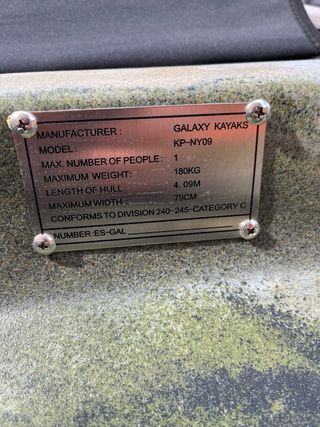 MANUFACTURER: GALAXY KAYAKS
MODEL: KP-NY09
MAX. NUMBER OF PEOPLE: 1
MAXIMUM WEIGHT: 180KG
LENGTH OF HULL 4.09M
MAXIMUM WIDTH 79CM
CONFORMS TO DIVISION 240-245-CATEGORY C
NUMBER:ES-GAL